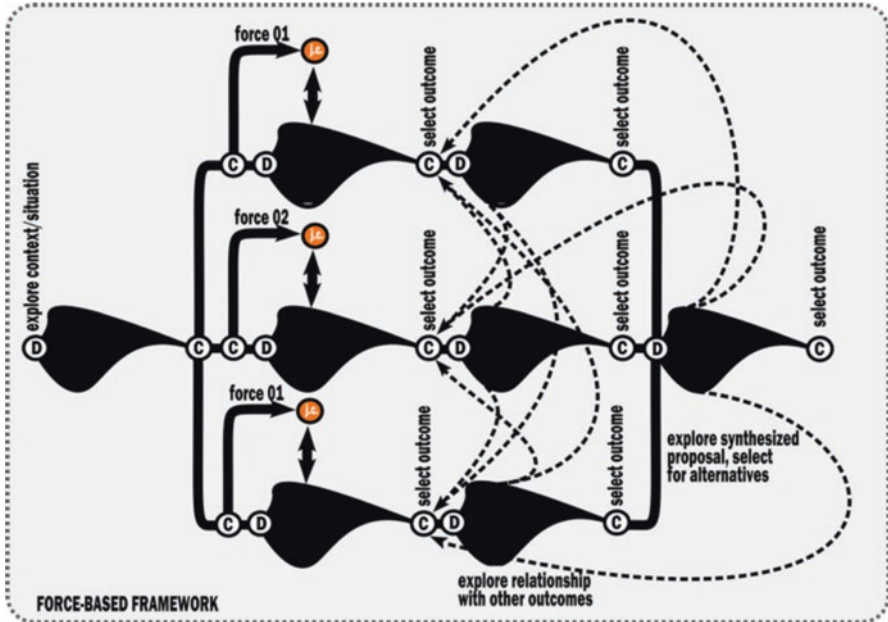 force 01
j.c.
select outcome
select outcome
C
D
C
D
C
explore context/situation
force 02
j.c.
select outcome
select outcome
select outcome
D
C
C
D
C
D
C
D
C
force 01
j.c.
select outcome
select outcome
explore synthesized
proposal, select
for alternatives
C
D
C
D
C
explore relationship
with other outcomes
FORCE-BASED FRAMEWORK